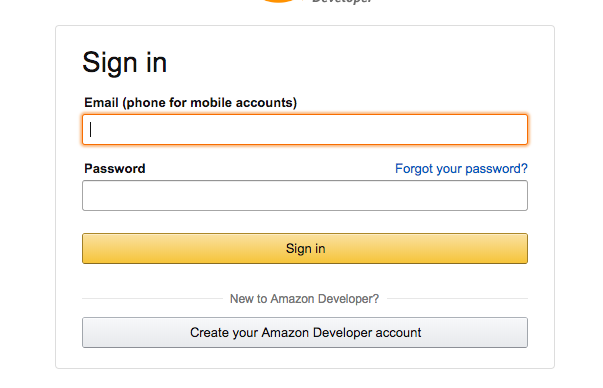 Developer
Sign in
Email (phone for mobile accounts)
Password
Forgot your password?
Sign in
New to Amazon Developer?
Create your Amazon Developer account